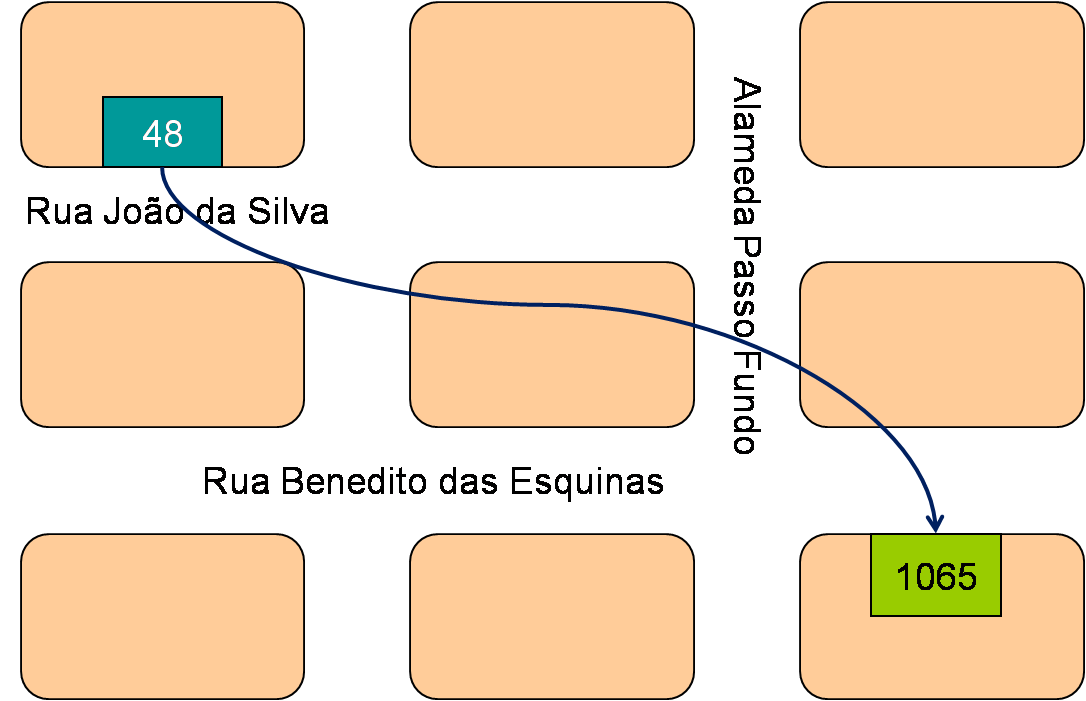 48
Rua João da Silva
Alameda Passo Fundo
Rua Benedito das Esquinas
1065